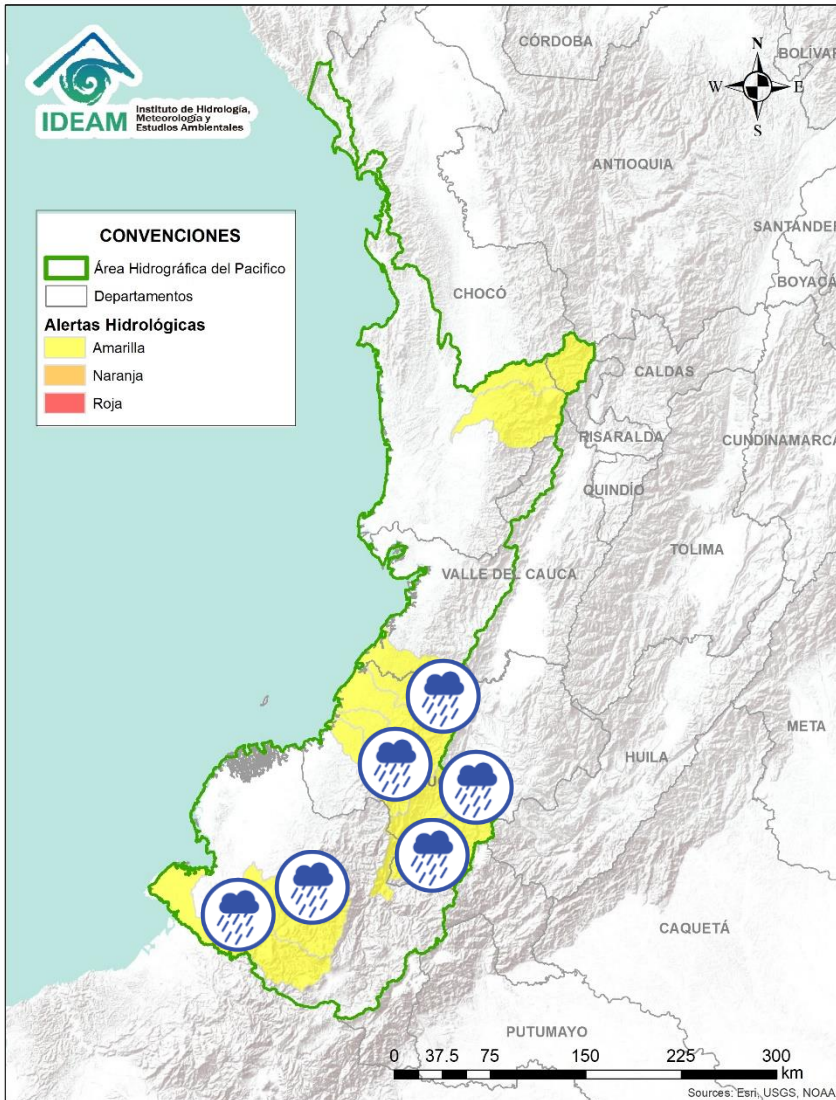 IDEAM
Instituto de Hidrología,
Meteorología y
Estudios Ambientales
CÓRDOBA
BOLÍVAR
N
W E
S
ANTIOQUIA
SANTANDER
BOYACÁ
CONVENCIONES
Área Hidrográfica del Pacifico
Departamentos
Alertas Hidrológicas
Amarilla
Naranja
Roja
CHOCÓ
CALDAS
RISARALDA
CUNDINAMARCA
QUINDÍO
TOLIMA
VALLE DEL CAUCA
META
HUILA
CAQUETÁ
PUTUMAYO
0 37.5 75 150 225 300
km
Sources: Esri, USGS, NOAA